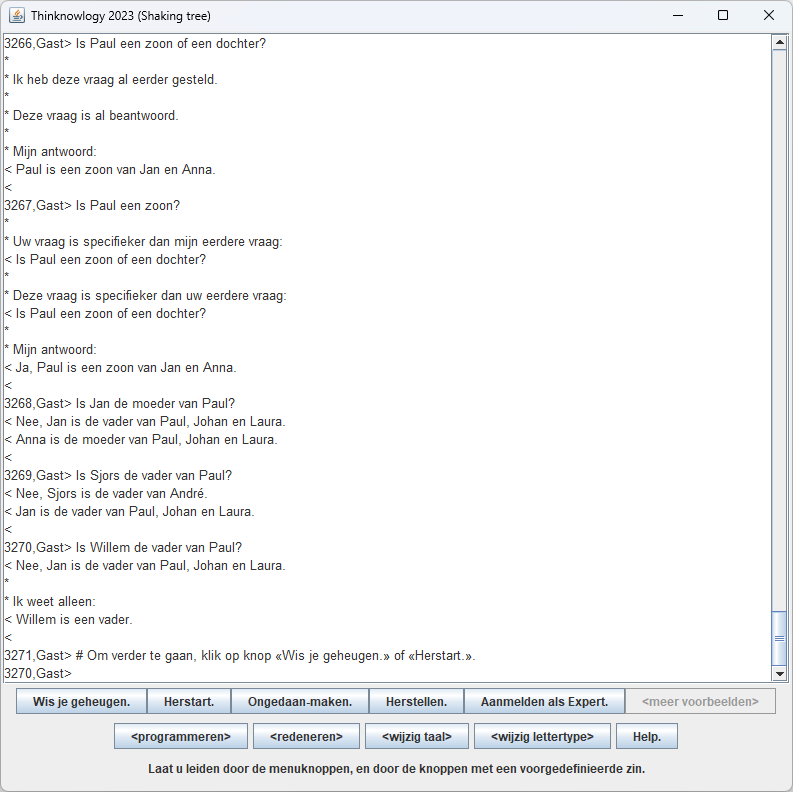 Thinknowlogy 2023 (Shaking tree)
3266,Gast> Is Paul een zoon of een dochter?
*
* Ik heb deze vraag al eerder gesteld.
*
* Deze vraag is al beantwoord.
*
* Mijn antwoord:
< Paul is een zoon van Jan en Anna.
<
3267,Gast> Is Paul een zoon?
*
* Uw vraag is specifieker dan mijn eerdere vraag:
< Is Paul een zoon of een dochter?
*
* Deze vraag is specifieker dan uw eerdere vraag:
< Is Paul een zoon of een dochter?
*
* Mijn antwoord:
< Ja, Paul is een zoon van Jan en Anna.
<
3268,Gast> Is Jan de moeder van Paul?
< Nee, Jan is de vader van Paul, Johan en Laura.
< Anna is de moeder van Paul, Johan en Laura.
<
3269,Gast> Is Sjors de vader van Paul?
< Nee, Sjors is de vader van André.
< Jan is de vader van Paul, Johan en Laura.
<
3270,Gast> Is Willem de vader van Paul?
< Nee, Jan is de vader van Paul, Johan en Laura.
*
* Ik weet alleen:
< Willem is een vader.
<
3271,Gast> # Om verder te gaan, klik op knop «Wis je geheugen.» of «Herstart.».
3270,Gast>
Wis je geheugen. Herstart. Ongedaan-maken. Herstellen. Aanmelden als Expert. <meer voorbeelden>
<programmeren> <redeneren> <wijzig taal> <wijzig lettertype> Help.
Laat u leiden door de menuknoppen, en door de knoppen met een voorgedefinieerde zin.